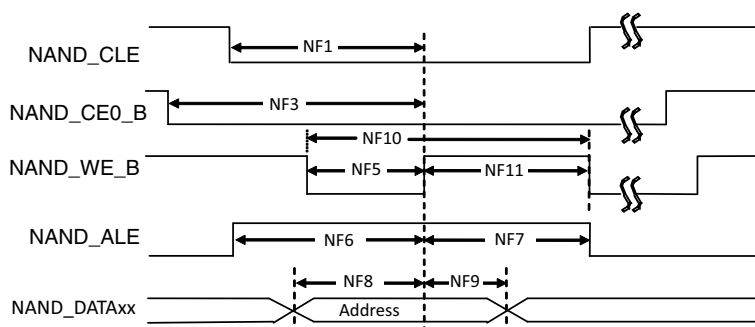 NAND_CLE
NF1
NAND_CE0_B
NF3
NF10
NAND_WE_B
NF5
NF11
NAND_ALE
NF6
NF7
NF8
NF9
NAND_DATAxx
Address